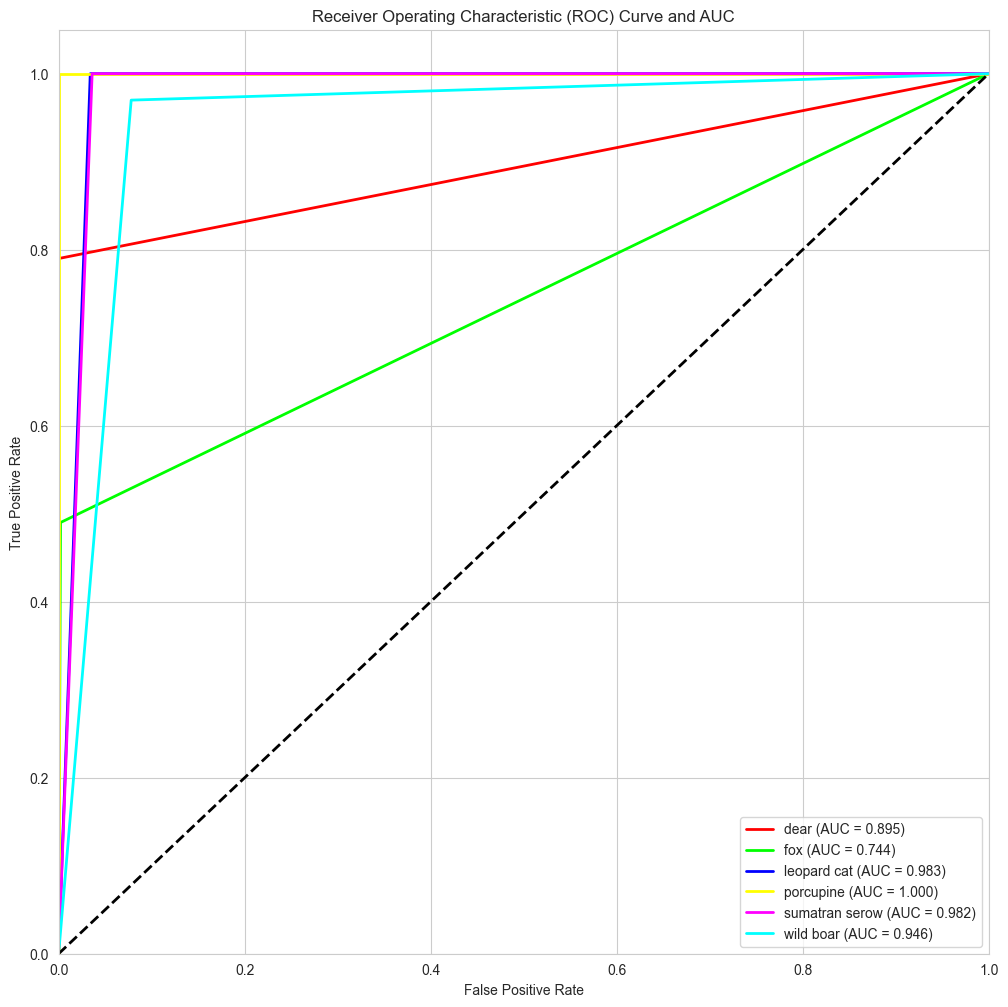 Receiver Operating Characteristic (ROC) Curve and AUC
1.0
0.8
0.6
0.4
0.2
0.0
True Positive Rate
dear (AUC = 0.895)
fox (AUC = 0.744)
leopard cat (AUC = 0.983)
porcupine (AUC = 1.000)
sumatran serow (AUC = 0.982)
wild boar (AUC = 0.946)
0.0 0.2 0.4 0.6 0.8 1.0
False Positive Rate